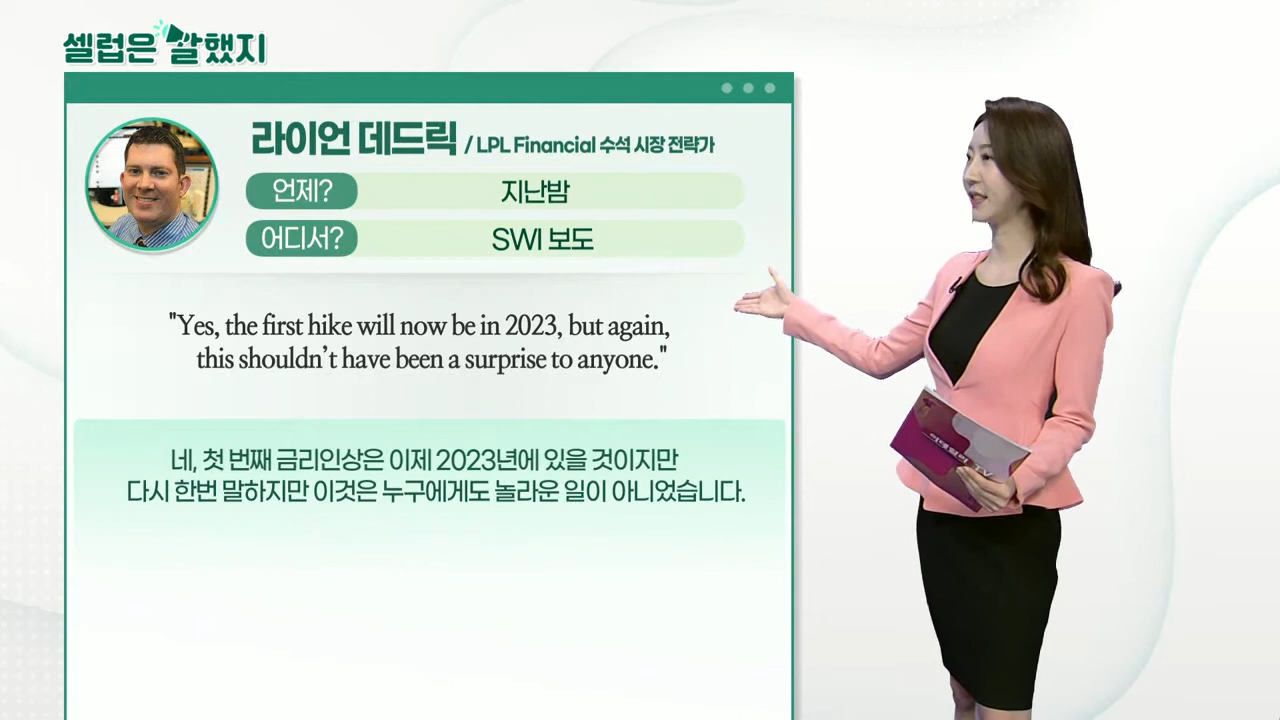 셀럽은 말했지
라이언 데드릭 / LPL Financial 수석 시장 전략가
언제? 지난밤
어디서? SWI 보도
"Yes, the first hike will now be in 2023, but again,
this shouldn't have been a surprise to anyone."
네, 첫 번째 금리인상은 이제 2023년에 있을 것이지만
다시 한번 말하지만 이것은 누구에게도 놀라운 일이 아니었습니다.